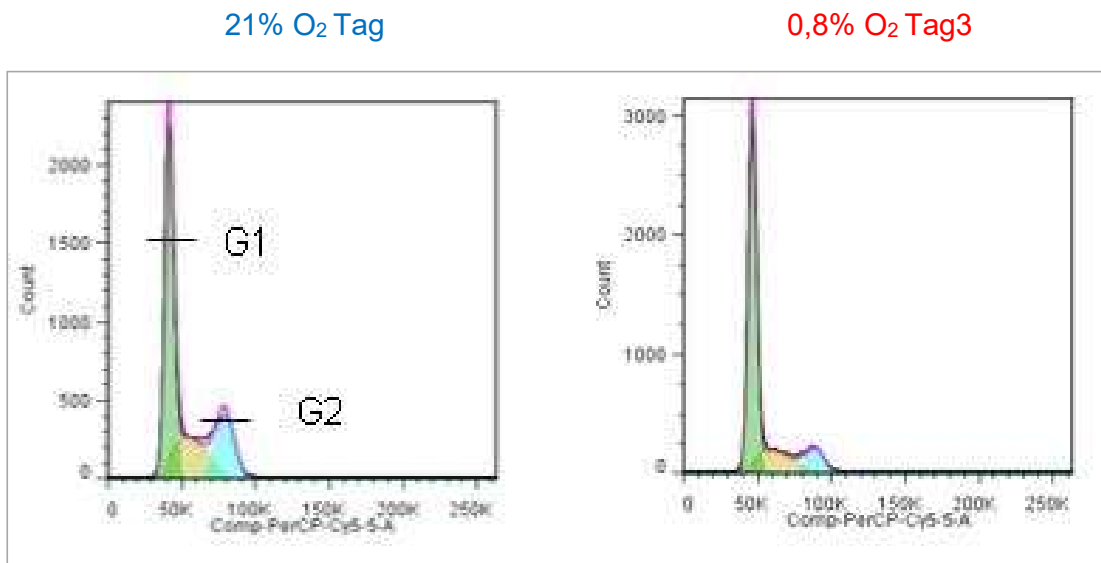 21% O₂ Tag
0,8% O₂ Tag3
2000
1500
1000
500
0
Count
G1
G2
0 50K 100K 150K 200K 250K
Comp-PerCP-Cy5-5-A
3000
2000
1000
0
Count
0 50K 100K 150K 200K 250K
Comp-PerCP-Cy5-5-A